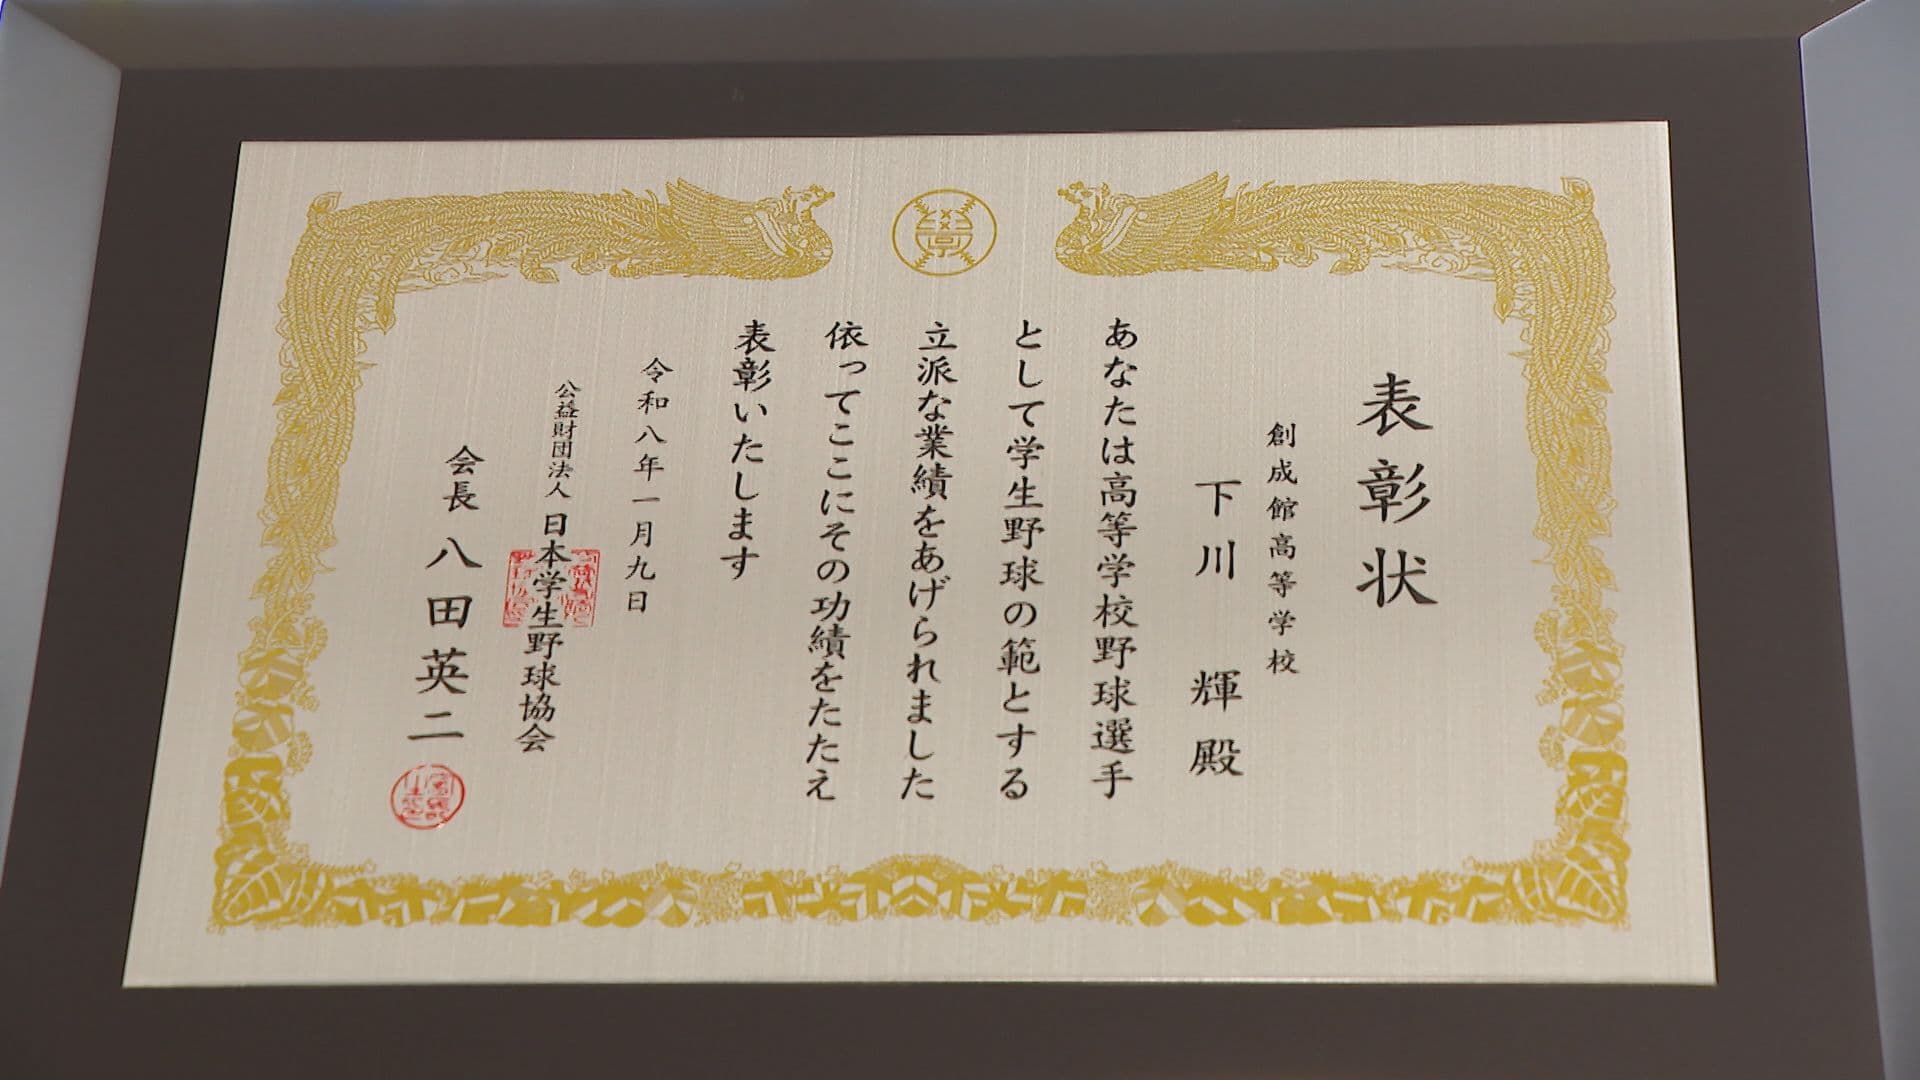 表彰状
創成館高等学校
下川 輝 殿
あなたは高等学校野球選手
として学生野球の範とする
立派な業績をあげられました
依ってここにその功績をたたえ
表彰いたします
令和八年一月九日
公益財団法人 日本学生野球協会
会長 八田英二